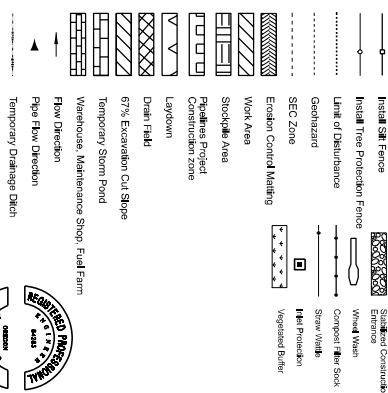 Install Silt Fence
Install Tree Protection Fence
Limit of Disturbance
Geohazard
SEC Zone
Erosion Control Matting
Work Area
Stockpile Area
Pipelines Project
Construction zone
Laydown
Drain Field
67% Excavation Cut Slope
Temporary Storm Pond
Warehouse, Maintenance Shop, Fuel Farm
Flow Direction
Pipe Flow Direction
Temporary Drainage Ditch
Stabilized Constructio
Entrance
Wheel Wash
Compost Filter Sock
Straw Wattle
Inlet Protection
Vegetated Buffer
REGISTERED PROFESSIONAL
ENGINEER
OREGON